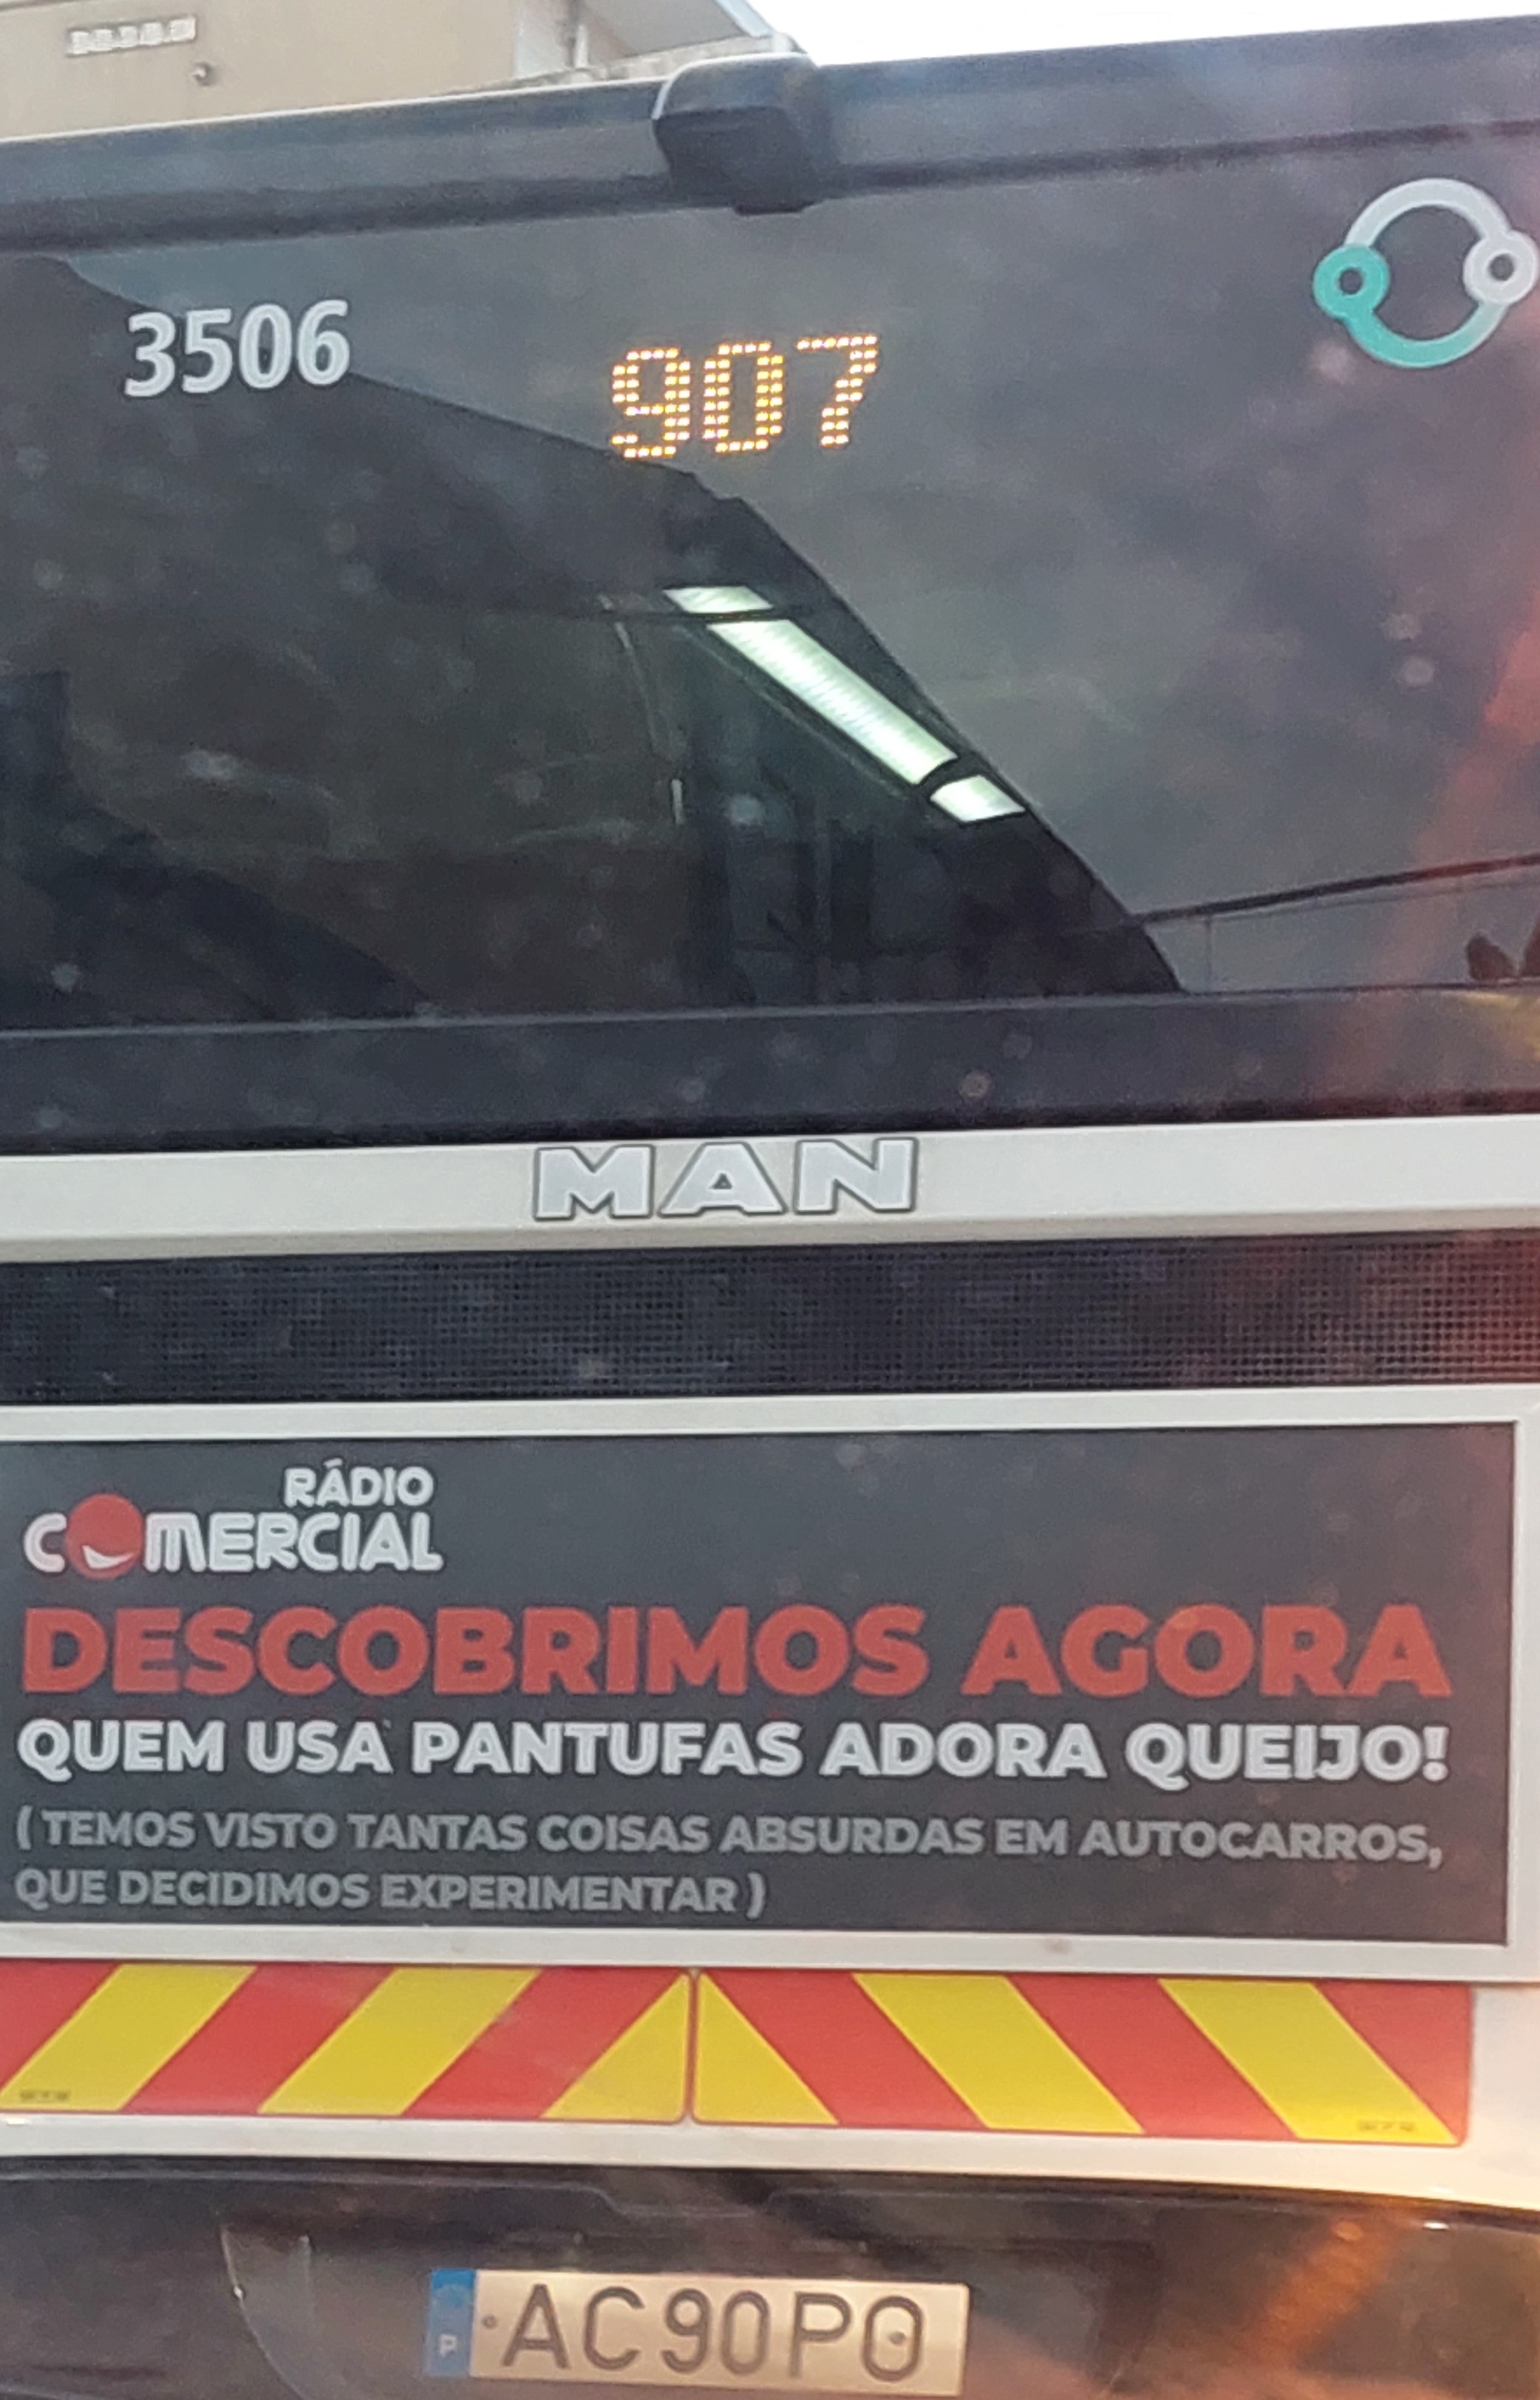 3506
907
MAN
RÁDIO
COMERCIAL
DESCOBRIMOS AGORA
QUEM USA PANTUFAS ADORA QUEIJO!
( TEMOS VISTO TANTAS COISAS ABSURDAS EM AUTOCARROS,
QUE DECIDIMOS EXPERIMENTAR )
P
AC 90 PO